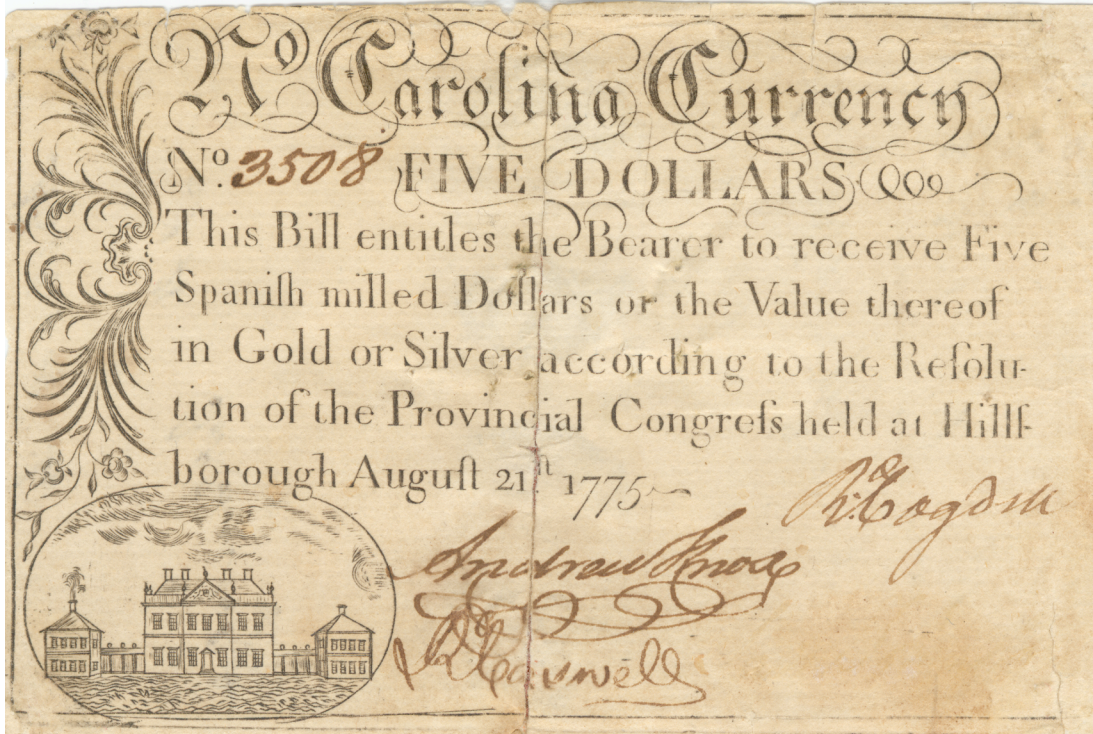 No Carolina Currency
No. 3508 FIVE DOLLARS
This Bill entitles the Bearer to receive Five
Spaniſh milled Dollars or the Value thereof
in Gold or Silver according to the Reſolu-
tion of the Provincial Congreſs held at Hillſ-
borough Auguſt 21ſt 1775
Rd. Cogdell
Andrew Knox
Rd. Caswell